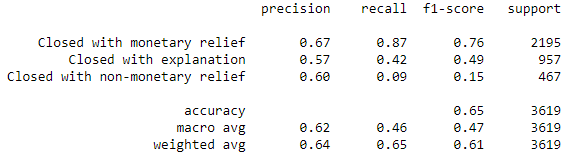 precision recall f1-score support
Closed with monetary relief 0.67 0.87 0.76 2195
Closed with explanation 0.57 0.42 0.49 957
Closed with non-monetary relief 0.60 0.09 0.15 467
accuracy 0.65 3619
macro avg 0.62 0.46 0.47 3619
weighted avg 0.64 0.65 0.61 3619